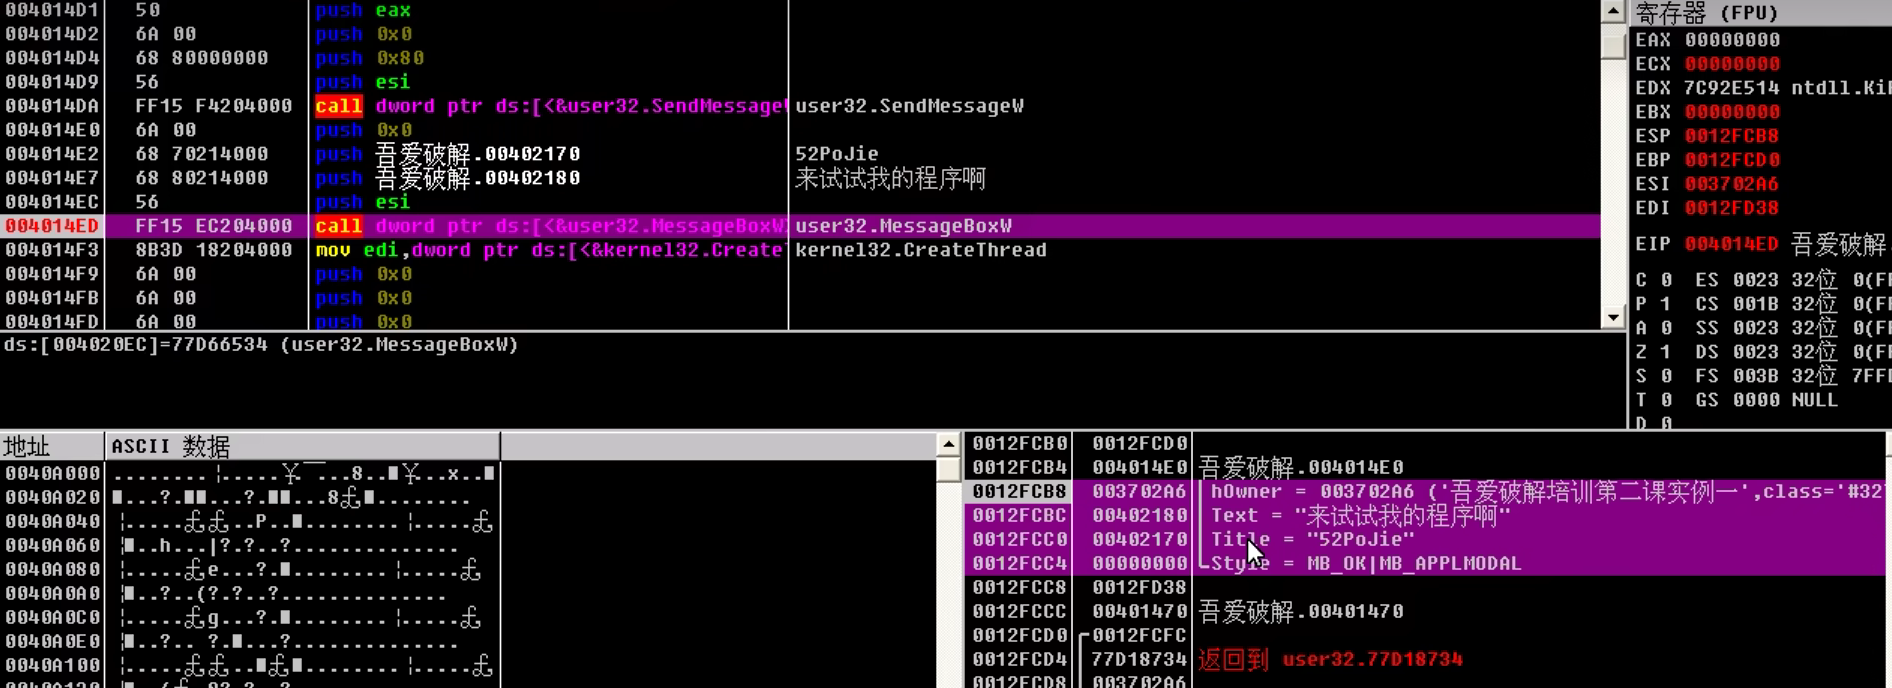 004014D1 50 push eax
004014D2 6A 00 push 0x0
004014D4 68 80000000 push 0x80
004014D9 56 push esi
004014DA FF15 F4204000 call dword ptr ds:[<&user32.SendMessage user32.SendMessageW
004014E0 6A 00 push 0x0
004014E2 68 70214000 push 吾爱破解.00402170 52PoJie
004014E7 68 80214000 push 吾爱破解.00402180 来试试我的程序啊
004014EC 56 push esi
004014ED FF15 EC204000 call dword ptr ds:[<&user32.MessageBoxW user32.MessageBoxW
004014F3 8B3D 18204000 mov edi,dword ptr ds:[<&kernel32.Create kernel32.CreateThread
004014F9 6A 00 push 0x0
004014FB 6A 00 push 0x0
004014FD 6A 00 push 0x0
ds:[004020EC]=77D66534 (user32.MessageBoxW)
寄存器 (FPU)
EAX 00000000
ECX 00000000
EDX 7C92E514 ntdll.KiF
EBX 00000000
ESP 0012FCB8
EBP 0012FCD0
ESI 003702A6
EDI 0012FD38
EIP 004014ED 吾爱破解.
C 0 ES 0023 32位 0(FF
P 1 CS 001B 32位 0(FF
A 0 SS 0023 32位 0(FF
Z 1 DS 0023 32位 0(FF
S 0 FS 003B 32位 7FFD
T 0 GS 0000 NULL
D 0
地址 ASCII 数据
0040A000
0040A020
0040A040
0040A060
0040A080
0040A0A0
0040A0C0
0040A0E0
0040A100
0012FCB0 0012FCD0
0012FCB4 004014E0 吾爱破解.004014E0
0012FCB8 003702A6 hOwner = 003702A6 ('吾爱破解培训第二课实例一',class='#32
0012FCBC 00402180 Text = "来试试我的程序啊"
0012FCC0 00402170 Title = "52PoJie"
0012FCC4 00000000 Style = MB_OK|MB_APPLMODAL
0012FCC8 0012FD38
0012FCCC 00401470 吾爱破解.00401470
0012FCD0 0012FCFC
0012FCD4 77D18734 返回到 user32.77D18734
0012FCD8 003702A6